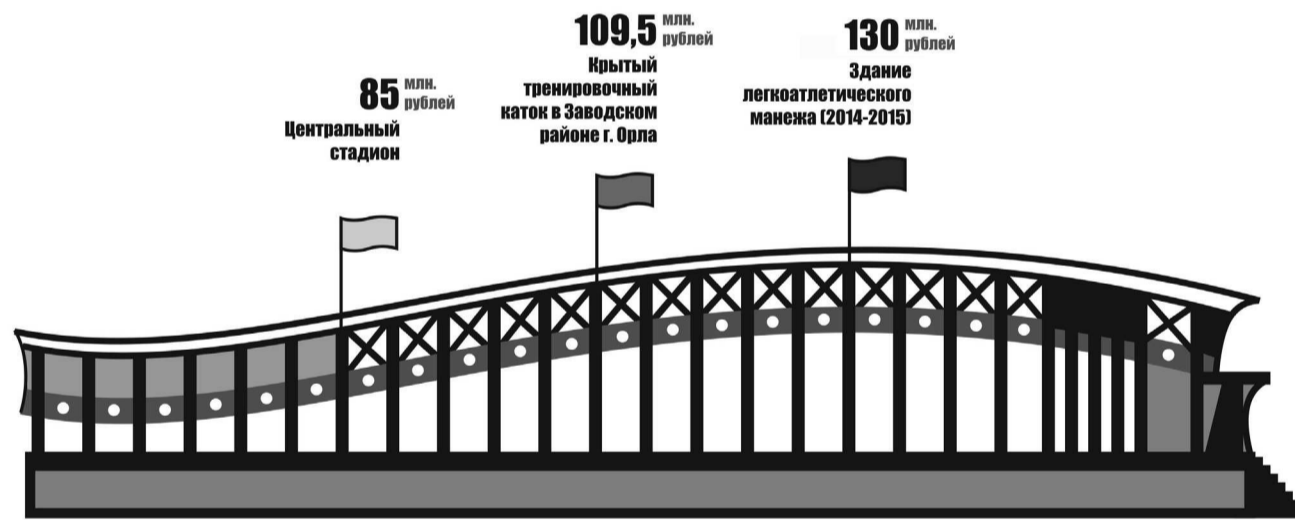 85 млн.
рублей
Центральный
стадион
109,5 млн.
рублей
Крытый
тренировочный
каток в Заводском
районе г. Орла
130 млн.
рублей
Здание
легкоатлетического
манежа (2014-2015)